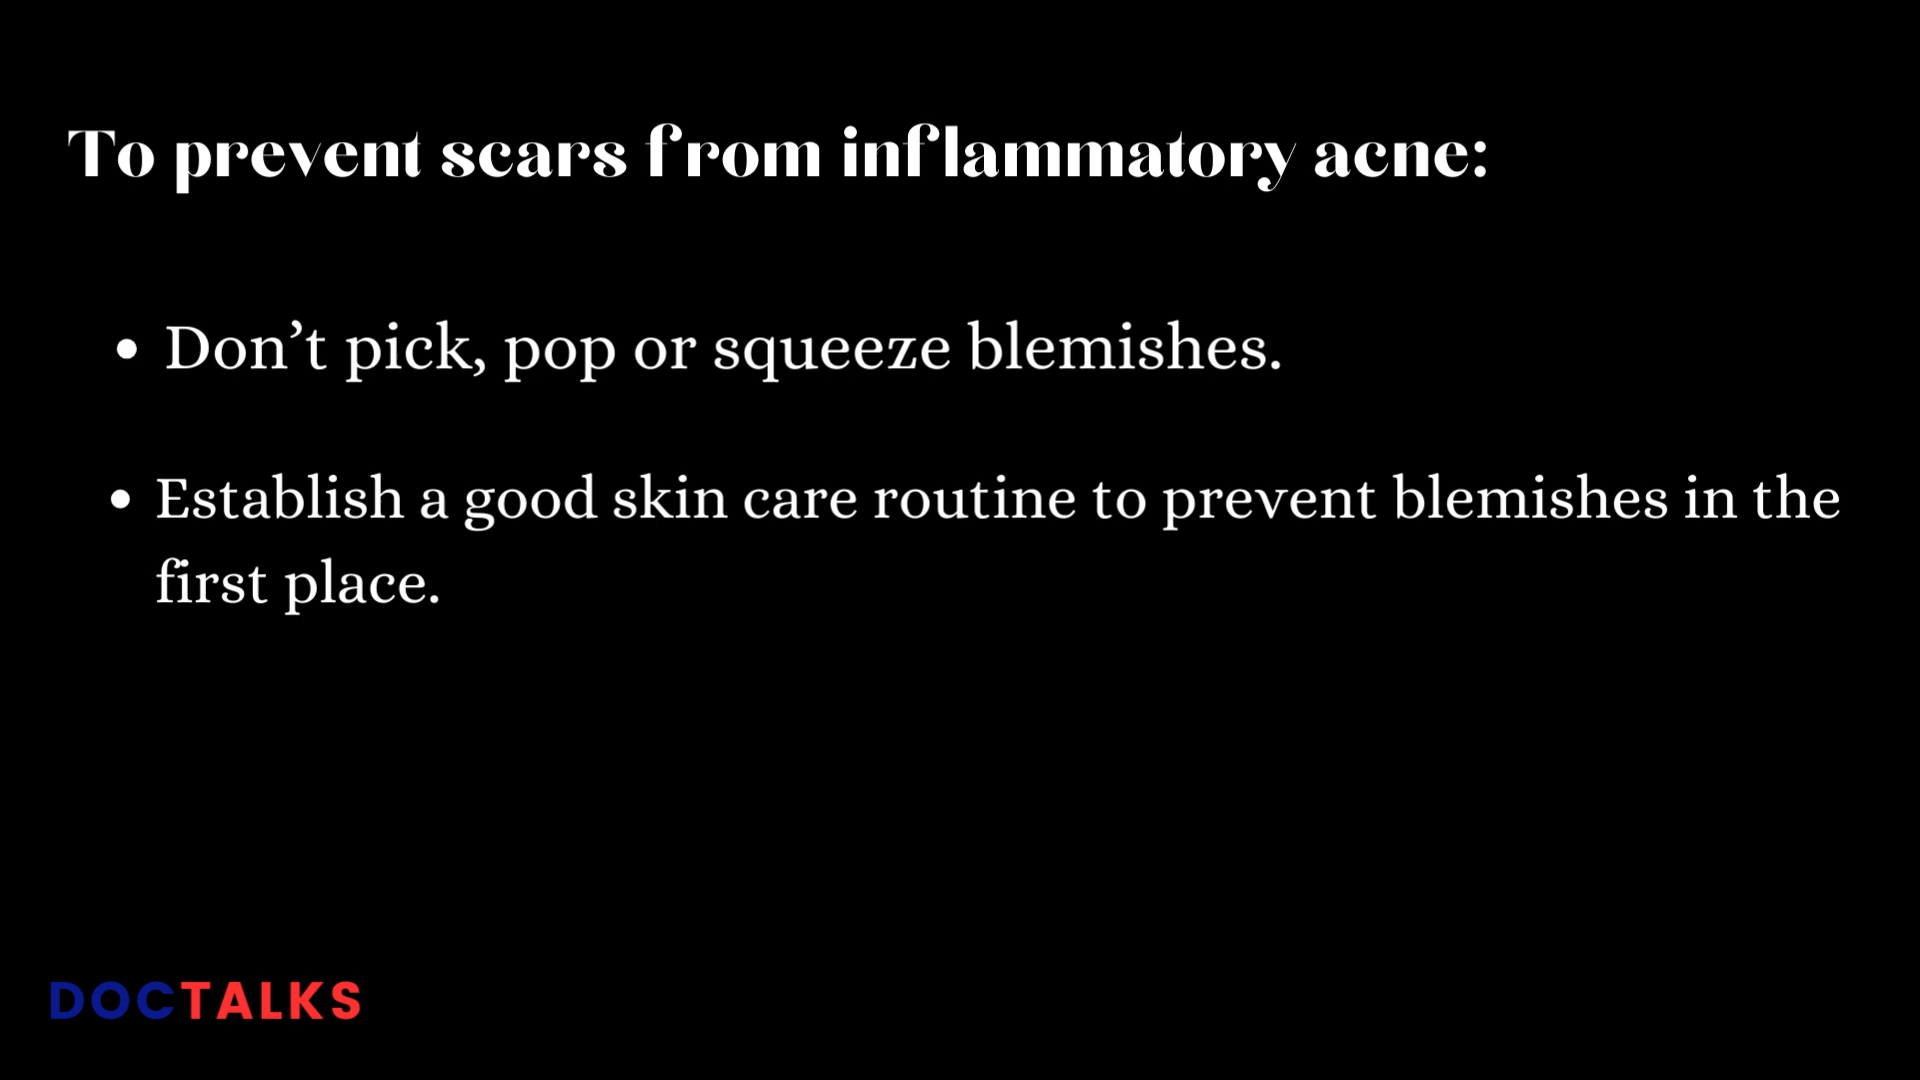 To prevent scars from inflammatory acne:
• Don’t pick, pop or squeeze blemishes.
• Establish a good skin care routine to prevent blemishes in the
first place.
DOCTALKS